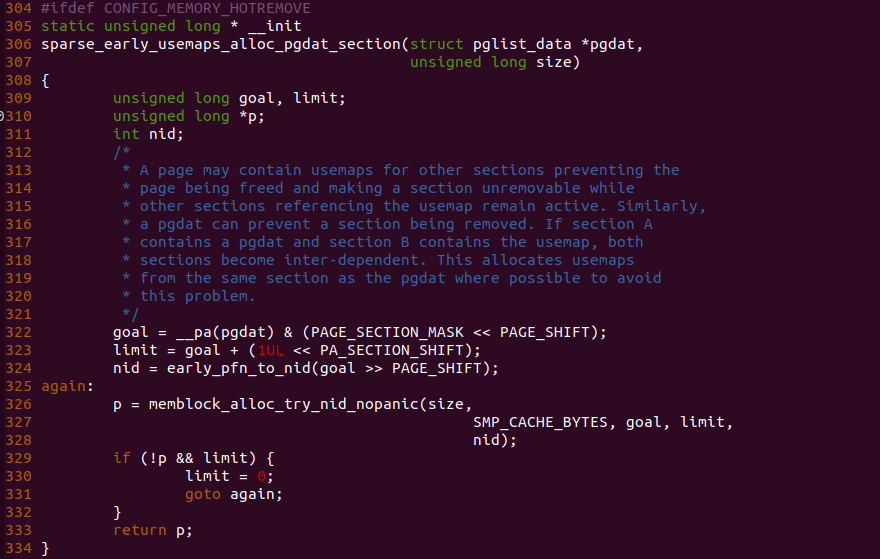 304 #ifdef CONFIG_MEMORY_HOTREMOVE
305 static unsigned long * __init
306 sparse_early_usemaps_alloc_pgdat_section(struct pglist_data *pgdat,
307                                          unsigned long size)
308 {
309         unsigned long goal, limit;
0310         unsigned long *p;
311         int nid;
312         /*
313          * A page may contain usemaps for other sections preventing the
314          * page being freed and making a section unremovable while
315          * other sections referencing the usemap remain active. Similarly,
316          * a pgdat can prevent a section being removed. If section A
317          * contains a pgdat and section B contains the usemap, both
318          * sections become inter-dependent. This allocates usemaps
319          * from the same section as the pgdat where possible to avoid
320          * this problem.
321          */
322         goal = __pa(pgdat) & (PAGE_SECTION_MASK << PAGE_SHIFT);
323         limit = goal + (1UL << PA_SECTION_SHIFT);
324         nid = early_pfn_to_nid(goal >> PAGE_SHIFT);
325 again:
326         p = memblock_alloc_try_nid_nopanic(size,
327                                                 SMP_CACHE_BYTES, goal, limit,
328                                                 nid);
329         if (!p && limit) {
330                 limit = 0;
331                 goto again;
332         }
333         return p;
334 }